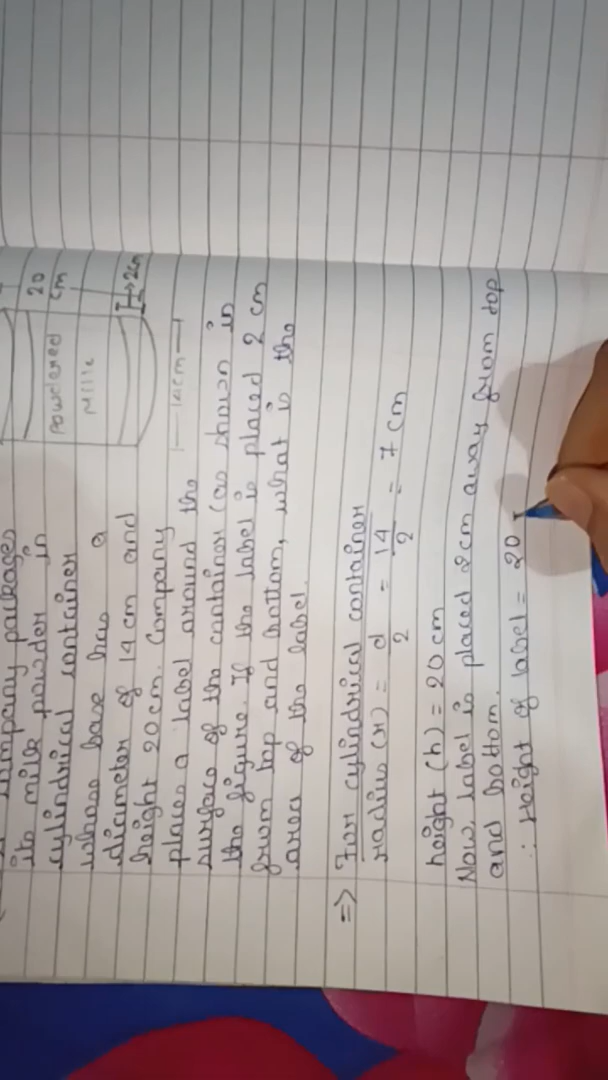 company packages
its milk powder in
cylindrical container
whose base has a
diameter of 14 cm and
height 20 cm. Company
places a label around the
surface of the container (as shown in
the figure. If the label is placed 2 cm
from top and bottom, what is the
area of the label.
20
cm
Powdered
Milk
2cm
14cm
=> For cylindrical container
radius (r) = d/2 = 14/2 = 7 cm
height (h) = 20 cm
Now, label is placed 2cm away from top
and bottom.
∴ Height of label = 20